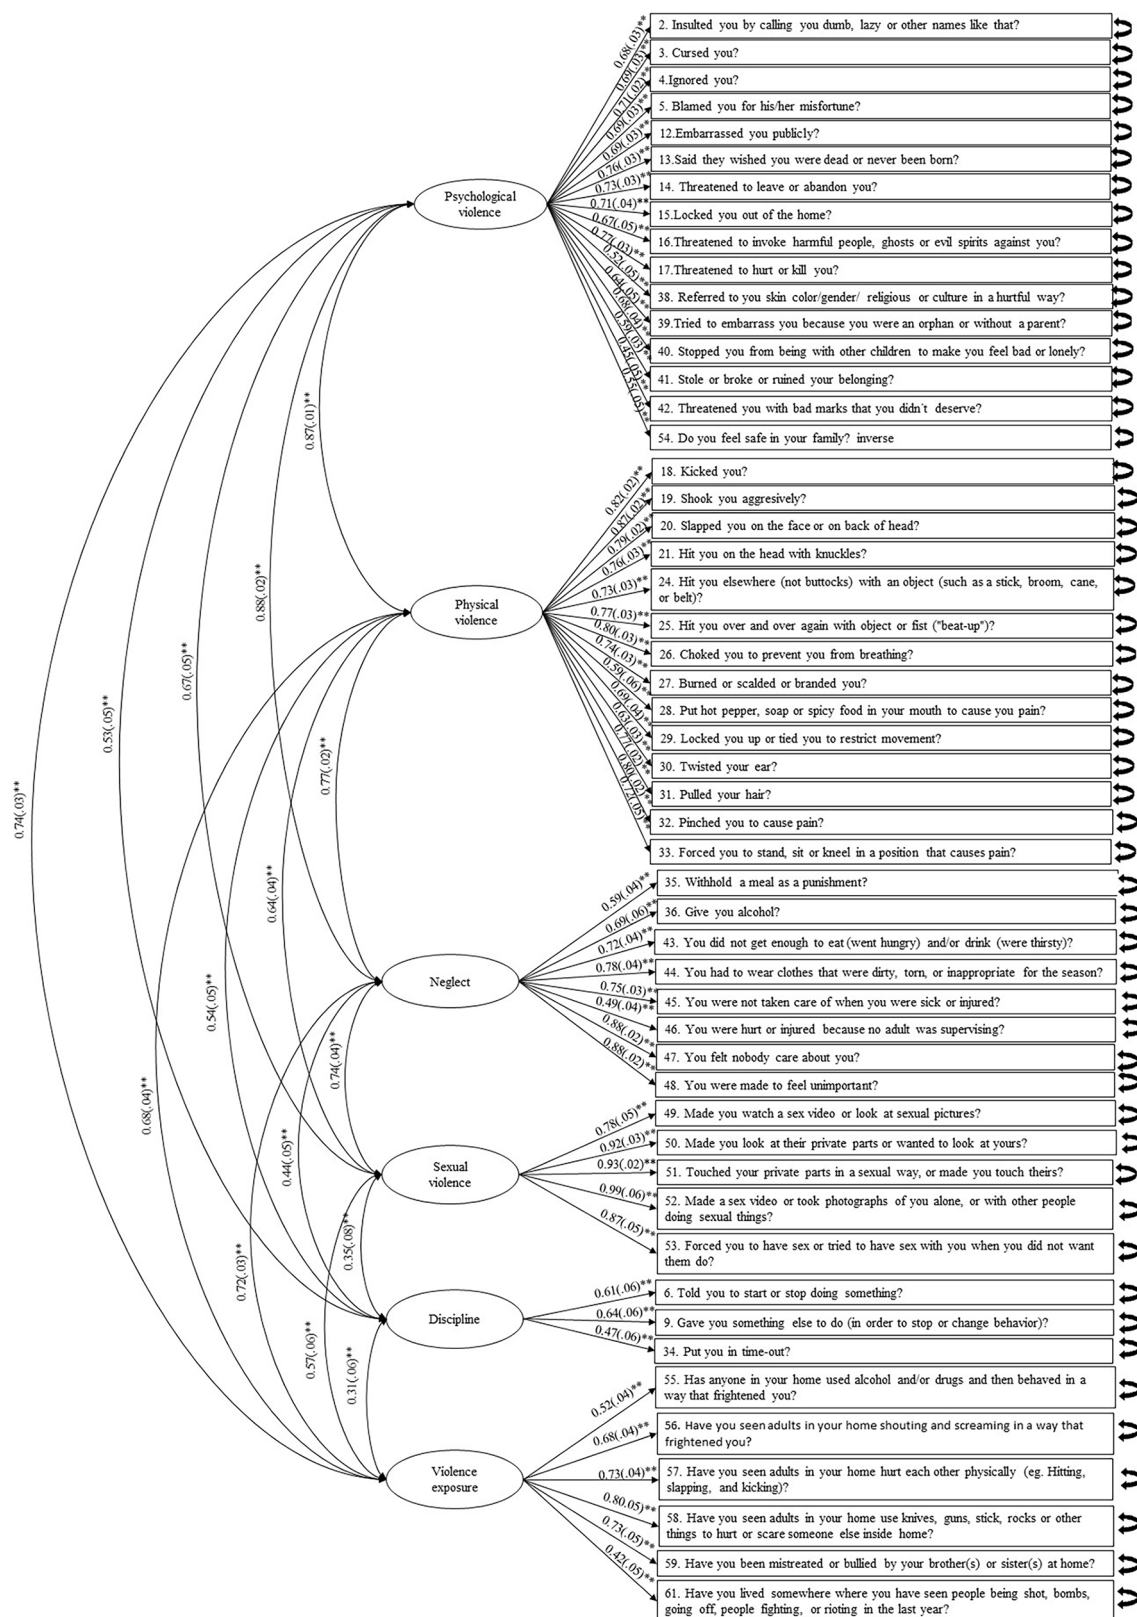 2. Insulted you by calling you dumb, lazy or other names like that?
3. Cursed you?
4.Ignored you?
5. Blamed you for his/her misfortune?
12.Embarrassed you publicly?
13.Said they wished you were dead or never been born?
14. Threatened to leave or abandon you?
15.Locked you out of the home?
16.Threatened to invoke harmful people, ghosts or evil spirits against you?
17.Threatened to hurt or kill you?
38. Referred to you skin color/gender/ religious or culture in a hurtful way?
39.Tried to embarrass you because you were an orphan or without a parent?
40. Stopped you from being with other children to make you feel bad or lonely?
41. Stole or broke or ruined your belonging?
42. Threatened you with bad marks that you didn´t deserve?
54. Do you feel safe in your family? inverse
0.68(.03)**
0.69(.03)**
0.71(.02)**
0.69(.03)**
0.69(.03)**
0.76(.03)**
0.73(.03)**
0.71(.04)**
0.67(.05)**
0.77(.03)**
0.52(.05)**
0.64(.05)**
0.68(.04)**
0.59(.03)**
0.45(.05)**
0.55(.05)**
Psychological
violence
18. Kicked you?
19. Shook you aggresively?
20. Slapped you on the face or on back of head?
21. Hit you on the head with knuckles?
24. Hit you elsewhere (not buttocks) with an object (such as a stick, broom, cane,
or belt)?
25. Hit you over and over again with object or fist ("beat-up")?
26. Choked you to prevent you from breathing?
27. Burned or scalded or branded you?
28. Put hot pepper, soap or spicy food in your mouth to cause you pain?
29. Locked you up or tied you to restrict movement?
30. Twisted your ear?
31. Pulled your hair?
32. Pinched you to cause pain?
33. Forced you to stand, sit or kneel in a position that causes pain?
0.82(.02)**
0.87(.02)**
0.79(.02)**
0.76(.03)**
0.73(.03)**
0.77(.03)**
0.80(.03)**
0.74(.03)**
0.59(.06)**
0.69(.04)**
0.63(.03)**
0.77(.02)**
0.80(.02)**
0.72(.05)**
Physical
violence
35. Withhold a meal as a punishment?
36. Give you alcohol?
43. You did not get enough to eat (went hungry) and/or drink (were thirsty)?
44. You had to wear clothes that were dirty, torn, or inappropriate for the season?
45. You were not taken care of when you were sick or injured?
46. You were hurt or injured because no adult was supervising?
47. You felt nobody care about you?
48. You were made to feel unimportant?
0.59(.04)**
0.69(.06)**
0.72(.04)**
0.78(.04)**
0.75(.03)**
0.49(.04)**
0.88(.02)**
0.88(.02)**
Neglect
49. Made you watch a sex video or look at sexual pictures?
50. Made you look at their private parts or wanted to look at yours?
51. Touched your private parts in a sexual way, or made you touch theirs?
52. Made a sex video or took photographs of you alone, or with other people
doing sexual things?
53. Forced you to have sex or tried to have sex with you when you did not want
them do?
0.78(.05)**
0.92(.03)**
0.93(.02)**
0.99(.06)**
0.87(.05)**
Sexual
violence
6. Told you to start or stop doing something?
9. Gave you something else to do (in order to stop or change behavior)?
34. Put you in time-out?
0.61(.06)**
0.64(.06)**
0.47(.06)**
Discipline
55. Has anyone in your home used alcohol and/or drugs and then behaved in a
way that frightened you?
56. Have you seen adults in your home shouting and screaming in a way that
frightened you?
57. Have you seen adults in your home hurt each other physically (eg. Hitting,
slapping, and kicking)?
58. Have you seen adults in your home use knives, guns, stick, rocks or other
things to hurt or scare someone else inside home?
59. Have you been mistreated or bullied by your brother(s) or sister(s) at home?
61. Have you lived somewhere where you have seen people being shot, bombs,
going off, people fighting, or rioting in the last year?
0.52(.04)**
0.68(.04)**
0.73(.04)**
0.80.05)**
0.73(.05)**
0.42(.05)**
Violence
exposure
0.87(.01)**
0.88(.02)**
0.67(.05)**
0.53(.05)**
0.74(.03)**
0.77(.02)**
0.64(.04)**
0.54(.05)**
0.68(.04)**
0.74(.04)**
0.44(.05)**
0.72(.03)**
0.35(.08)**
0.57(.06)**
0.31(.06)**